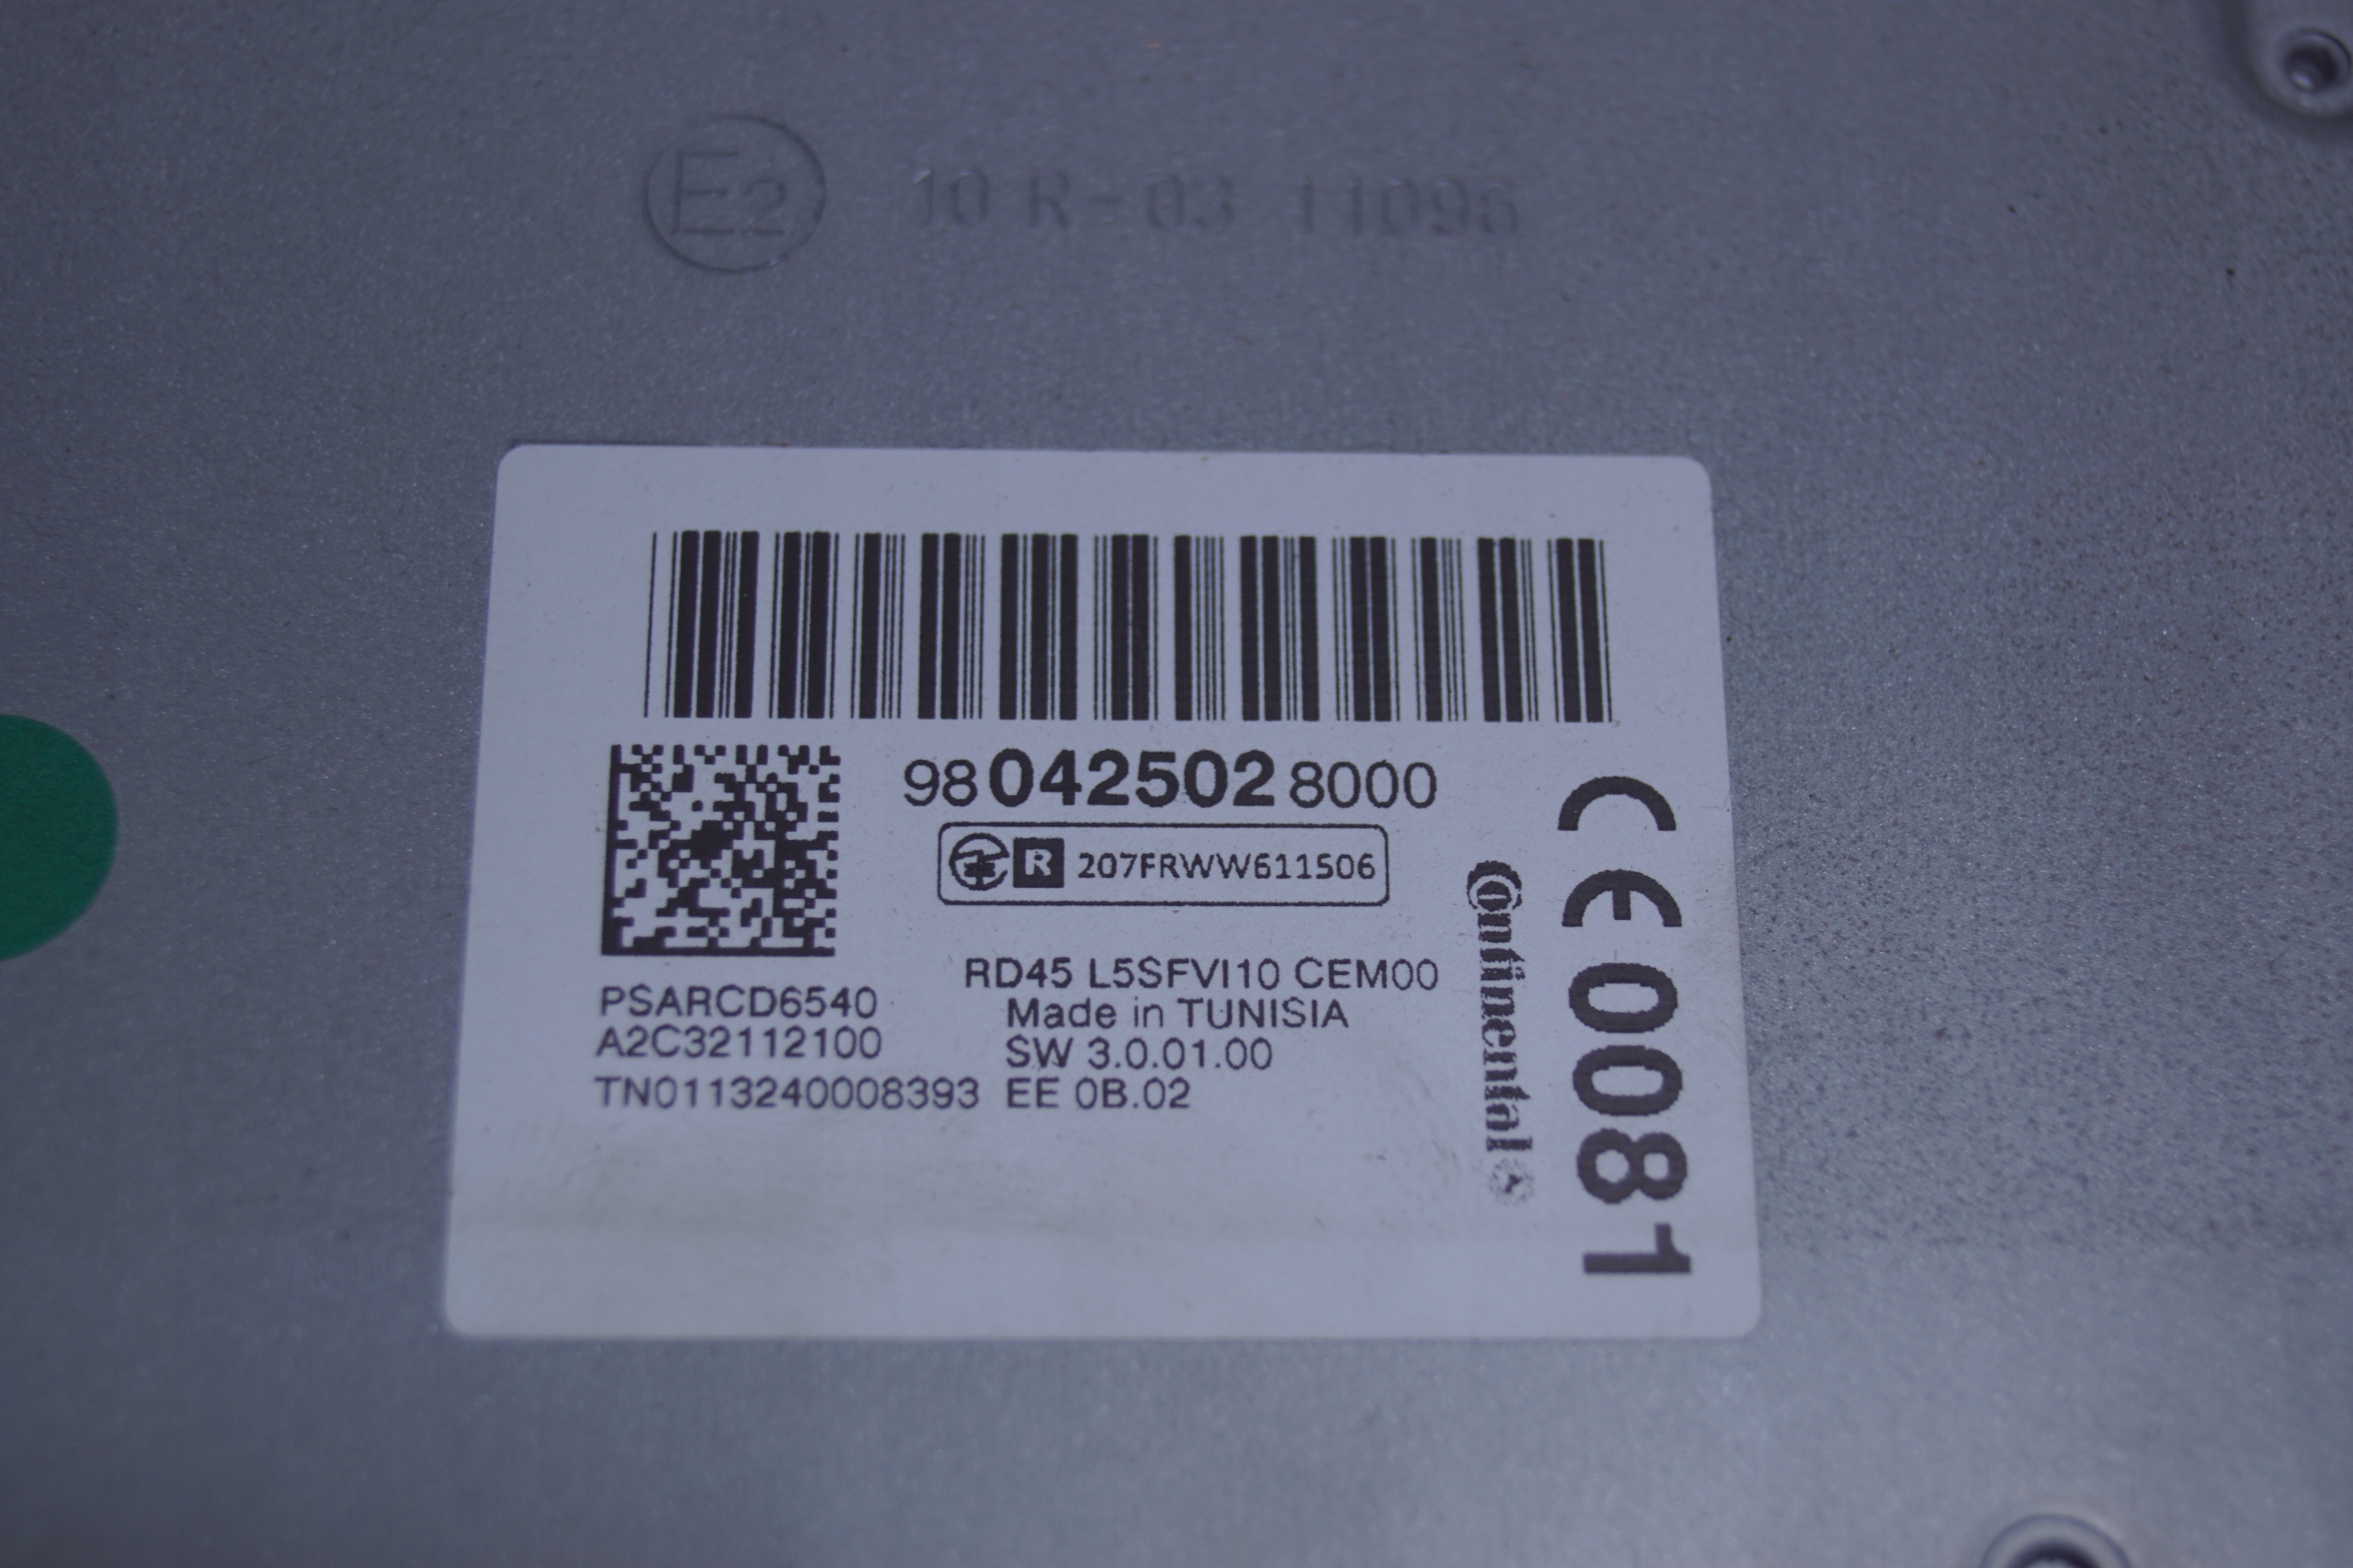 E2 10 R-03 11096
98 042502 8000
R 207FRWW611506
RD45 L5SFVI10 CEM00
Made in TUNISIA
SW 3.0.01.00
EE 0B.02
PSARCD6540
A2C32112100
TN0113240008393
Continental
CE 0081